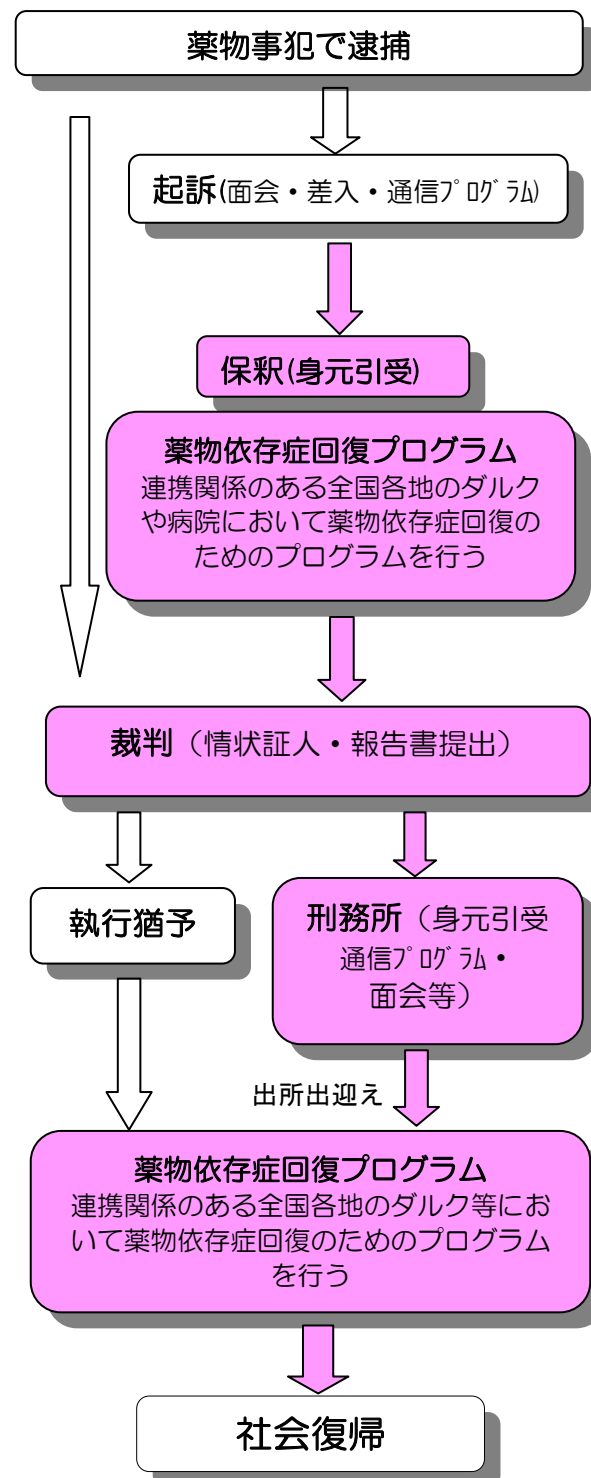 薬物事犯で逮捕
起訴(面会・差入・通信ﾌﾟﾛｸﾞﾗﾑ)
保釈(身元引受)
薬物依存症回復プログラム
連携関係のある全国各地のダルク
や病院において薬物依存症回復の
ためのプログラムを行う
裁判（情状証人・報告書提出）
執行猶予
刑務所（身元引受
通信ﾌﾟﾛｸﾞﾗﾑ・
面会等）
出所出迎え
薬物依存症回復プログラム
連携関係のある全国各地のダルク等にお
いて薬物依存症回復のためのプログラム
を行う
社会復帰